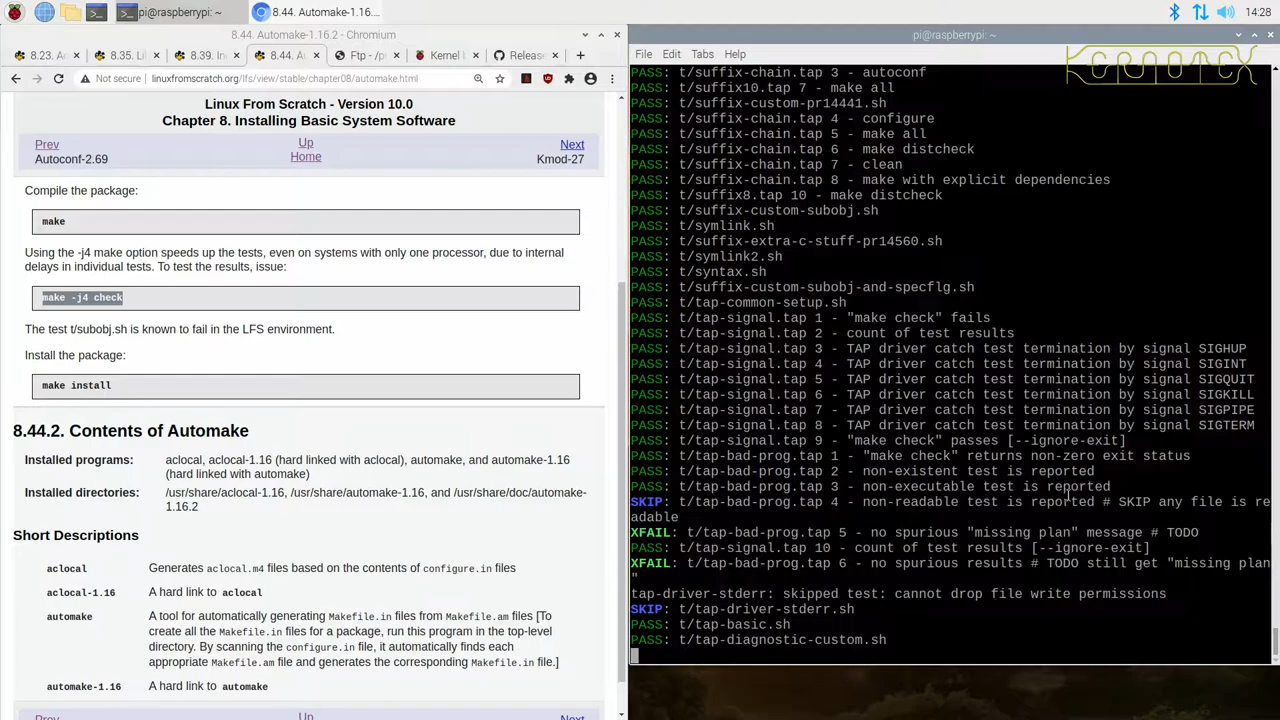 pi@raspberrypi: ~
8.44. Automake-1.16....
14:28
8.44. Automake-1.16.2 - Chromium
8.23. A
8.35. Li
8.39. In
8.44. A
Ftp - /p
Kernel
Release
Not secure
linuxfromscratch.org/lfs/view/stable/chapter08/automake.html
Linux From Scratch - Version 10.0
Chapter 8. Installing Basic System Software
Prev
Up
Next
Autoconf-2.69
Home
Kmod-27
Compile the package:
make
Using the -j4 make option speeds up the tests, even on systems with only one processor, due to internal
delays in individual tests. To test the results, issue:
make -j4 check
The test t/subobj.sh is known to fail in the LFS environment.
Install the package:
make install
8.44.2. Contents of Automake
Installed programs:
aclocal, aclocal-1.16 (hard linked with aclocal), automake, and automake-1.16
(hard linked with automake)
Installed directories:
/usr/share/aclocal-1.16, /usr/share/automake-1.16, and /usr/share/doc/automake-
1.16.2
Short Descriptions
aclocal
Generates aclocal.m4 files based on the contents of configure.in files
aclocal-1.16
A hard link to aclocal
automake
A tool for automatically generating Makefile.in files from Makefile.am files [To
create all the Makefile.in files for a package, run this program in the top-level
directory. By scanning the configure.in file, it automatically finds each
appropriate Makefile.am file and generates the corresponding Makefile.in file.]
automake-1.16
A hard link to automake
Prev
Up
Next
pi@raspberrypi: ~
File Edit Tabs Help
KERNOTEX
PASS: t/suffix-chain.tap 3 - autoconf
PASS: t/suffix10.tap 7 - make all
PASS: t/suffix-custom-pr14441.sh
PASS: t/suffix-chain.tap 4 - configure
PASS: t/suffix-chain.tap 5 - make all
PASS: t/suffix-chain.tap 6 - make distcheck
PASS: t/suffix-chain.tap 7 - clean
PASS: t/suffix-chain.tap 8 - make with explicit dependencies
PASS: t/suffix8.tap 10 - make distcheck
PASS: t/suffix-custom-subobj.sh
PASS: t/symlink.sh
PASS: t/suffix-extra-c-stuff-pr14560.sh
PASS: t/symlink2.sh
PASS: t/syntax.sh
PASS: t/suffix-custom-subobj-and-specflg.sh
PASS: t/tap-common-setup.sh
PASS: t/tap-signal.tap 1 - "make check" fails
PASS: t/tap-signal.tap 2 - count of test results
PASS: t/tap-signal.tap 3 - TAP driver catch test termination by signal SIGHUP
PASS: t/tap-signal.tap 4 - TAP driver catch test termination by signal SIGINT
PASS: t/tap-signal.tap 5 - TAP driver catch test termination by signal SIGQUIT
PASS: t/tap-signal.tap 6 - TAP driver catch test termination by signal SIGKILL
PASS: t/tap-signal.tap 7 - TAP driver catch test termination by signal SIGPIPE
PASS: t/tap-signal.tap 8 - TAP driver catch test termination by signal SIGTERM
PASS: t/tap-signal.tap 9 - "make check" passes [--ignore-exit]
PASS: t/tap-bad-prog.tap 1 - "make check" returns non-zero exit status
PASS: t/tap-bad-prog.tap 2 - non-existent test is reported
PASS: t/tap-bad-prog.tap 3 - non-executable test is reported
SKIP: t/tap-bad-prog.tap 4 - non-readable test is reported # SKIP any file is re
adable
XFAIL: t/tap-bad-prog.tap 5 - no spurious "missing plan" message # TODO
PASS: t/tap-signal.tap 10 - count of test results [--ignore-exit]
XFAIL: t/tap-bad-prog.tap 6 - no spurious results # TODO still get "missing plan
"
tap-driver-stderr: skipped test: cannot drop file write permissions
SKIP: t/tap-driver-stderr.sh
PASS: t/tap-basic.sh
PASS: t/tap-diagnostic-custom.sh